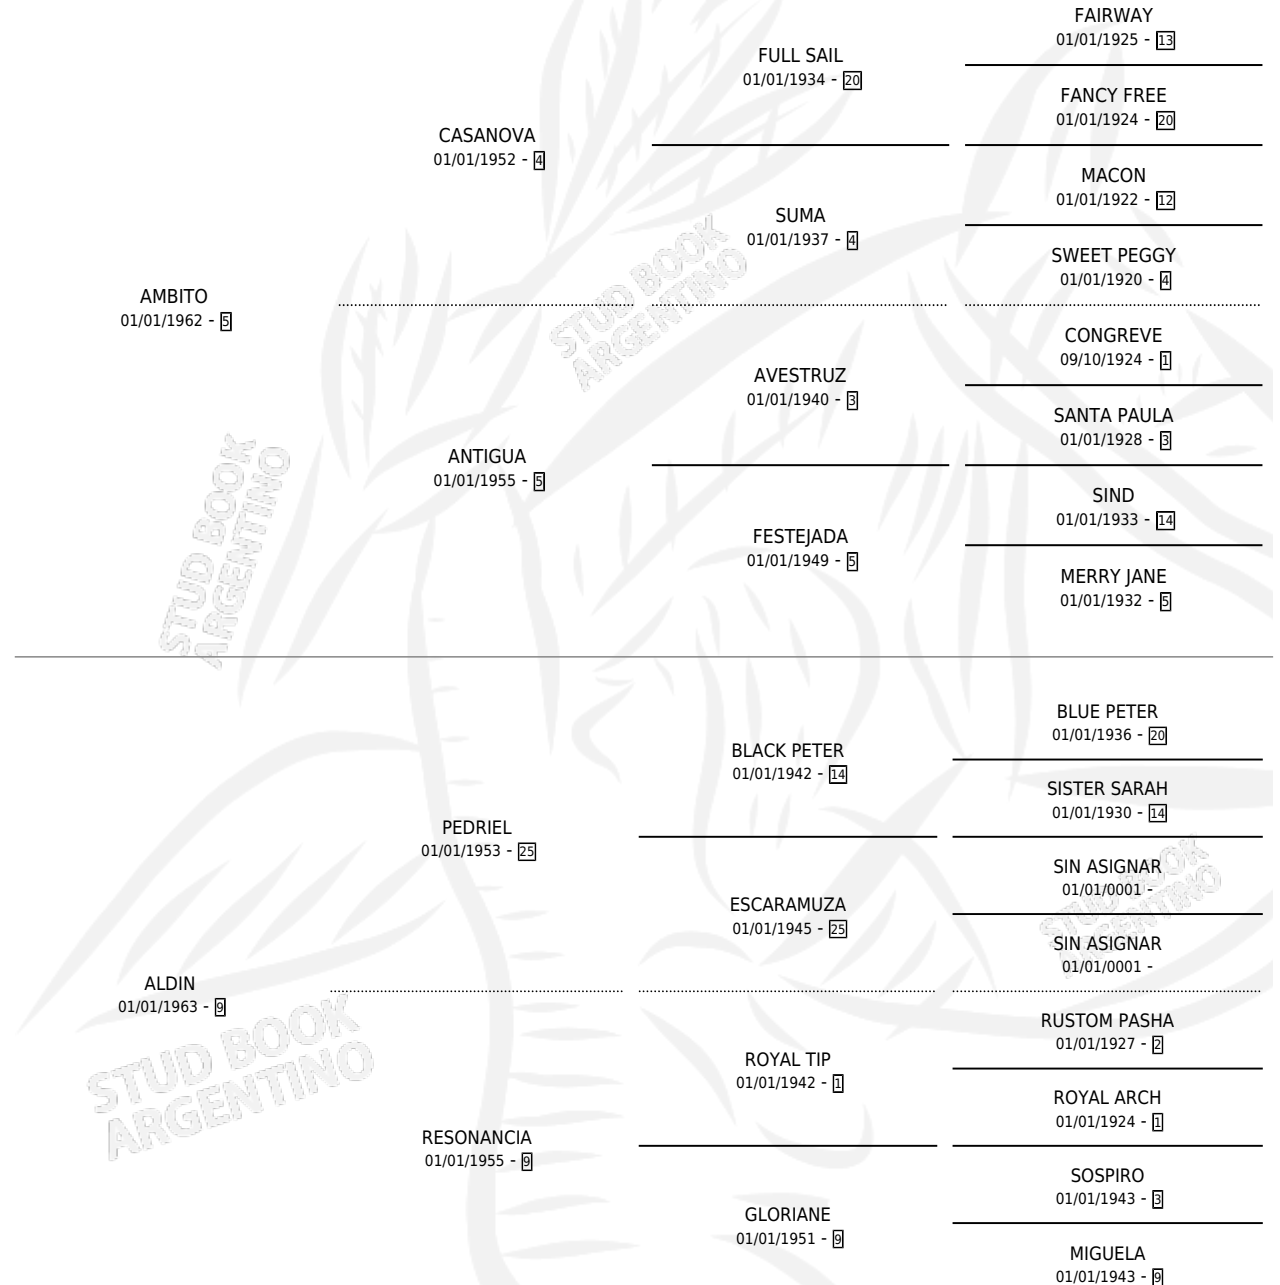 FAIRWAY
01/01/1925 - 13
FULL SAIL
01/01/1934 - 20
FANCY FREE
01/01/1924 - 20
CASANOVA
01/01/1952 - 4
MACON
01/01/1922 - 12
SUMA
01/01/1937 - 4
SWEET PEGGY
01/01/1920 - 4
AMBITO
01/01/1962 - 5
CONGREVE
09/10/1924 - 1
AVESTRUZ
01/01/1940 - 3
SANTA PAULA
01/01/1928 - 3
ANTIGUA
01/01/1955 - 5
SIND
01/01/1933 - 14
FESTEJADA
01/01/1949 - 5
MERRY JANE
01/01/1932 - 5
BLUE PETER
01/01/1936 - 20
BLACK PETER
01/01/1942 - 14
SISTER SARAH
01/01/1930 - 14
PEDRIEL
01/01/1953 - 25
SIN ASIGNAR
01/01/0001 -
ESCARAMUZA
01/01/1945 - 25
SIN ASIGNAR
01/01/0001 -
ALDIN
01/01/1963 - 9
RUSTOM PASHA
01/01/1927 - 2
ROYAL TIP
01/01/1942 - 1
ROYAL ARCH
01/01/1924 - 1
RESONANCIA
01/01/1955 - 9
SOSPIRO
01/01/1943 - 3
GLORIANE
01/01/1951 - 9
MIGUELA
01/01/1943 - 9
STUD BOOK
ARGENTINO
STUD BOOK
ARGENTINO
STUD BOOK
ARGENTINO
STUD BOOK
ARGENTINO